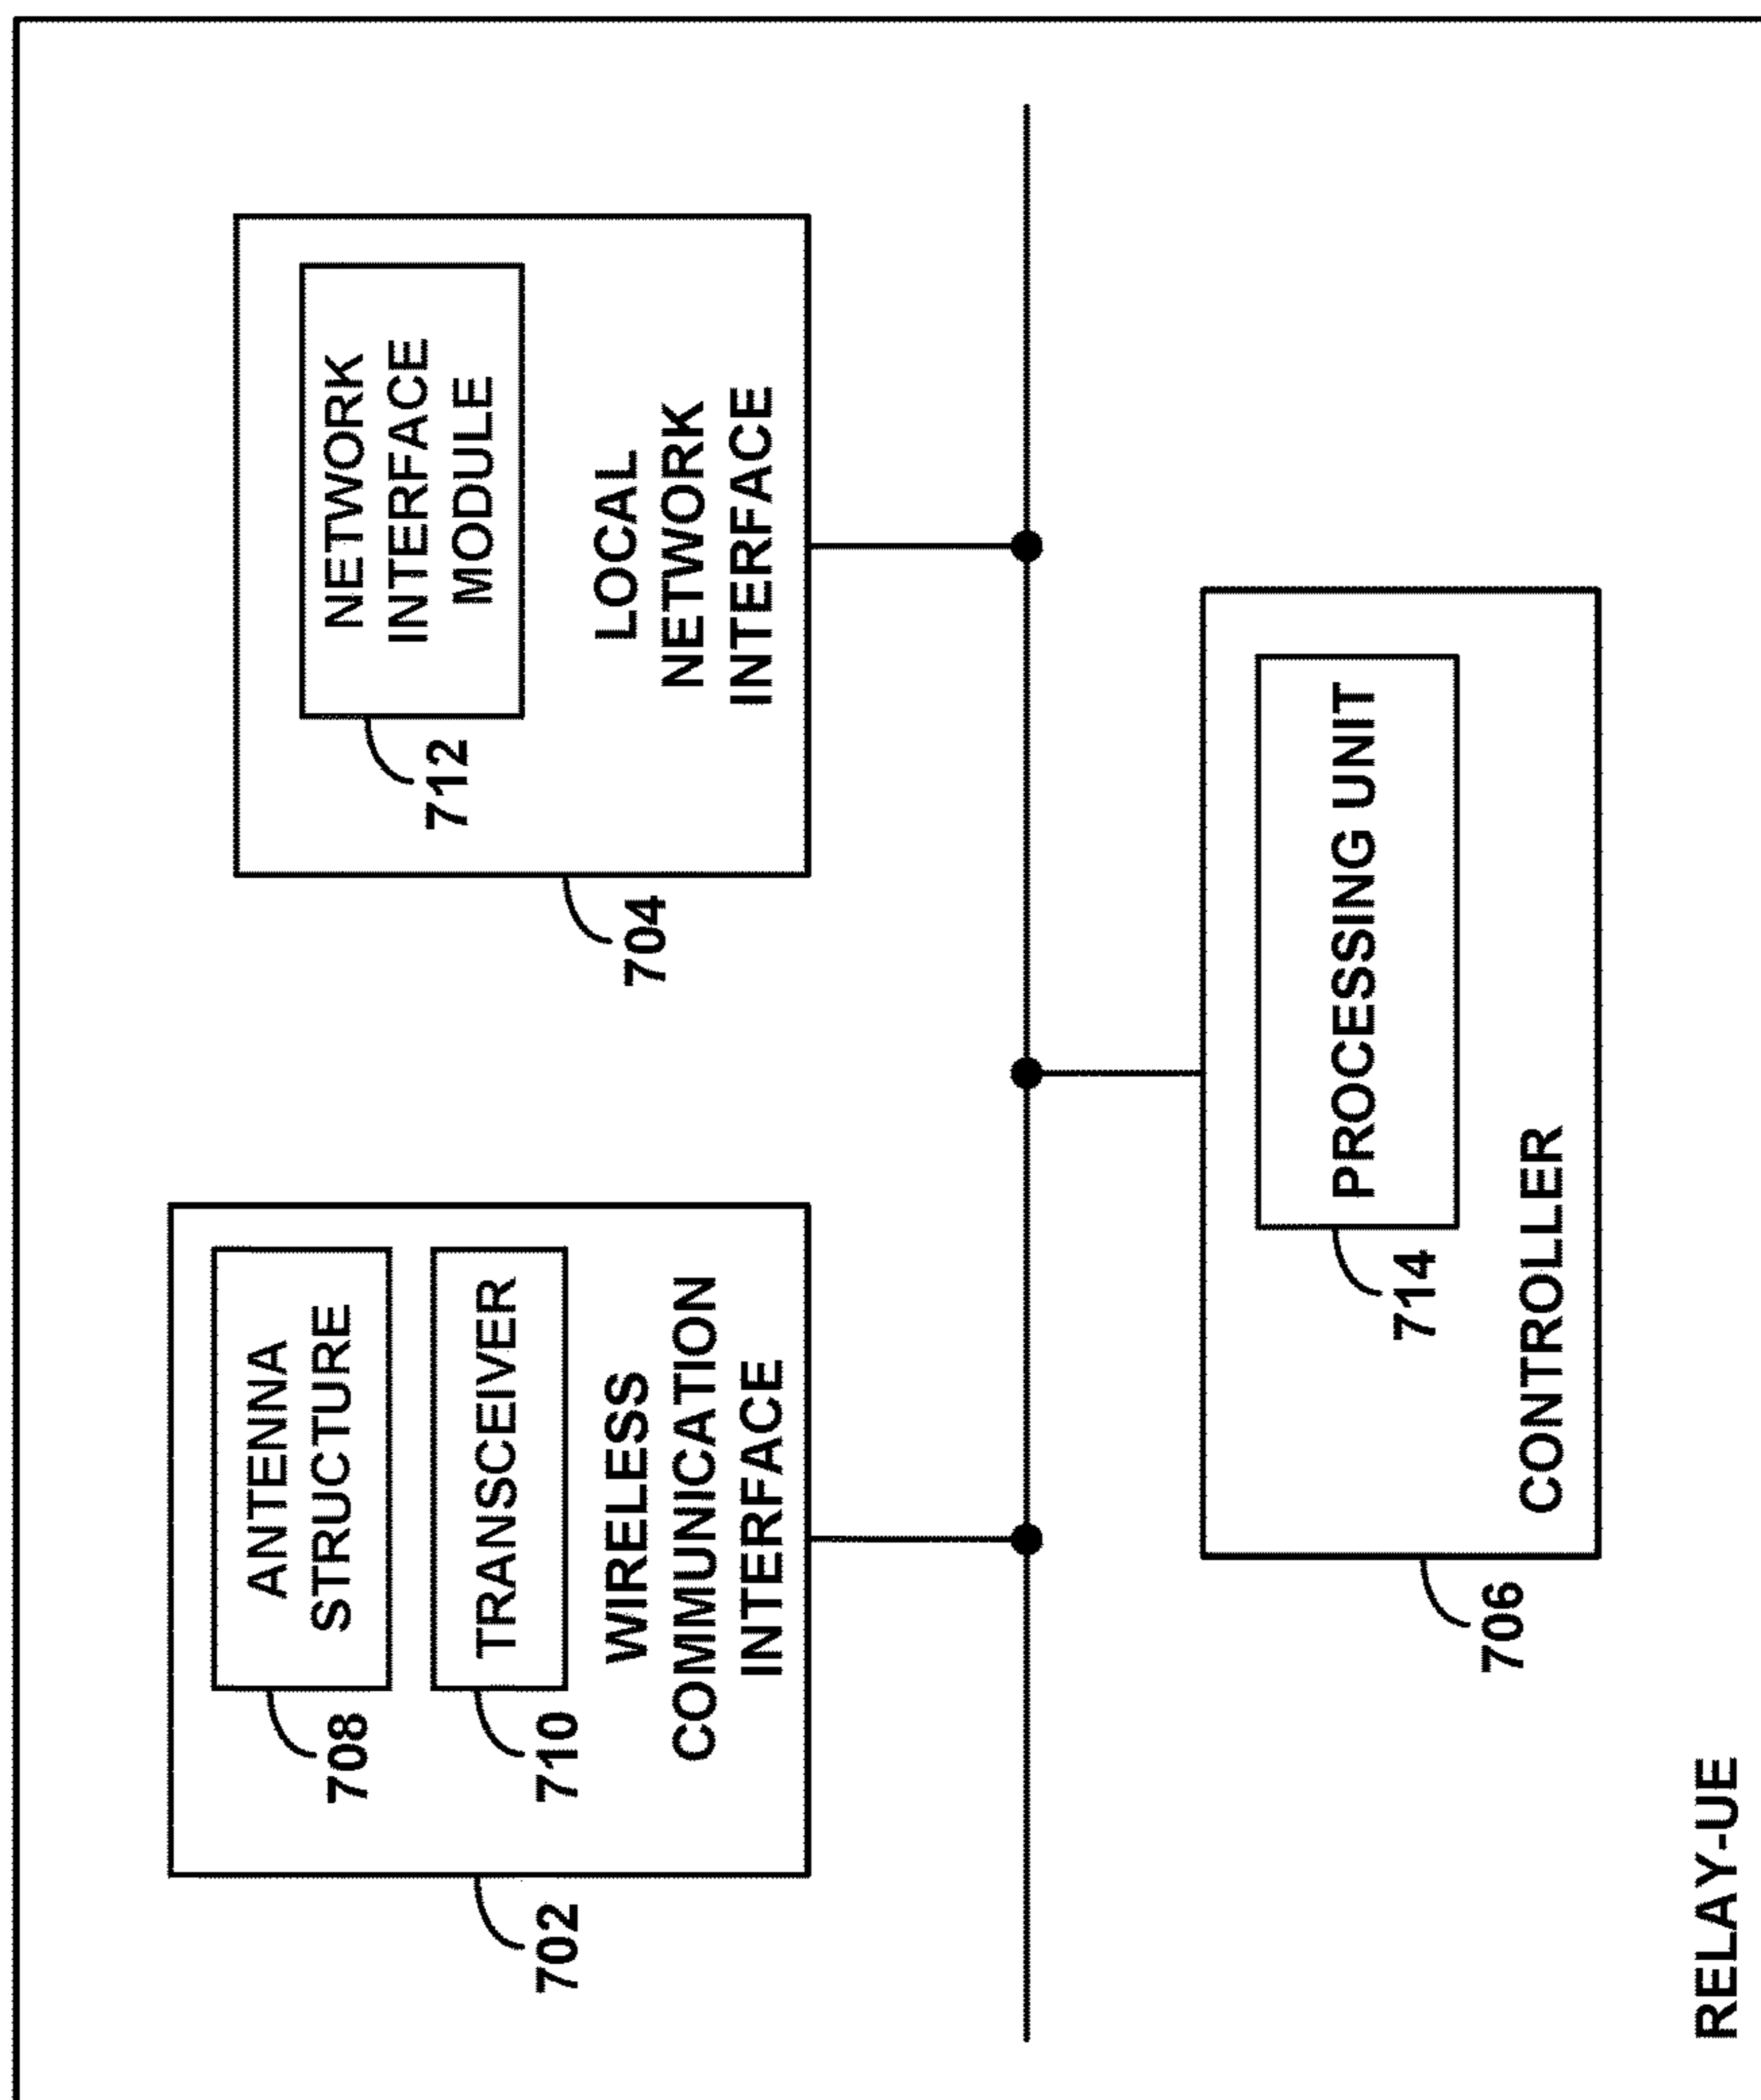 708
ANTENNA
STRUCTURE
710
TRANSCEIVER
WIRELESS
COMMUNICATION
INTERFACE
702
712
NETWORK
INTERFACE
MODULE
LOCAL
NETWORK
INTERFACE
704
714
PROCESSING UNIT
CONTROLLER
706
RELAY-UE